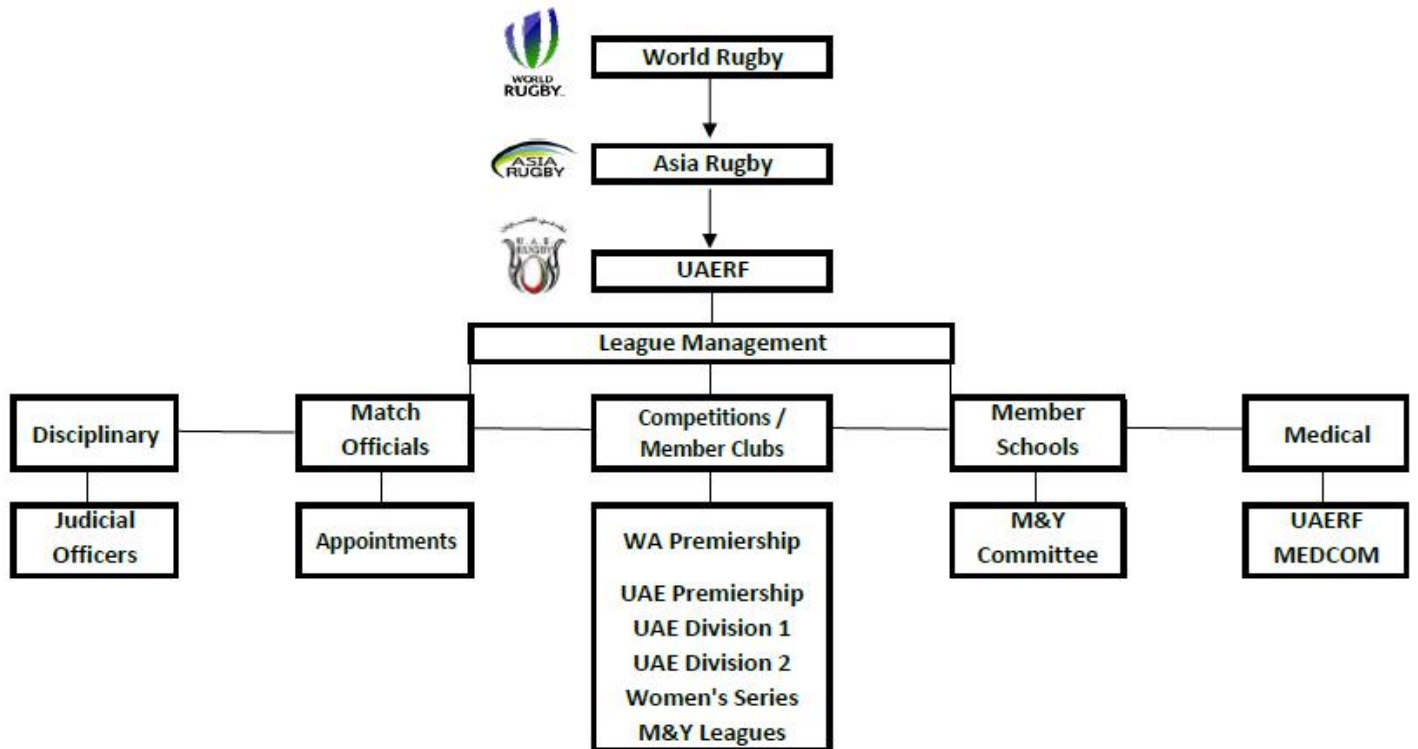 WORLD
RUGBY™
World Rugby
ASIA
RUGBY
Asia Rugby
U.A.E
RUGBY
UAERF
League Management
Disciplinary
Match
Officials
Competitions /
Member Clubs
Member
Schools
Medical
Judicial
Officers
Appointments
WA Premiership
UAE Premiership
UAE Division 1
UAE Division 2
Women's Series
M&Y Leagues
M&Y
Committee
UAERF
MEDCOM